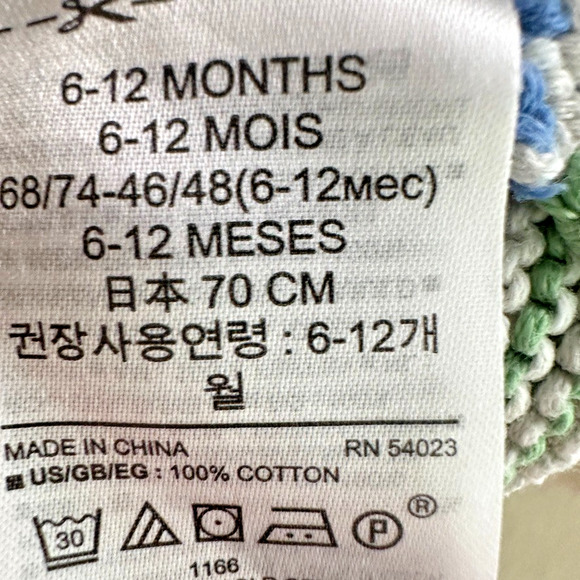 6-12 MONTHS
6-12 MOIS
68/74-46/48(6-12мес)
6-12 MESES
日本 70 CM
권장사용연령 : 6-12개
월
MADE IN CHINA RN 54023
US/GB/EG : 100% COTTON
30 P ®
1166